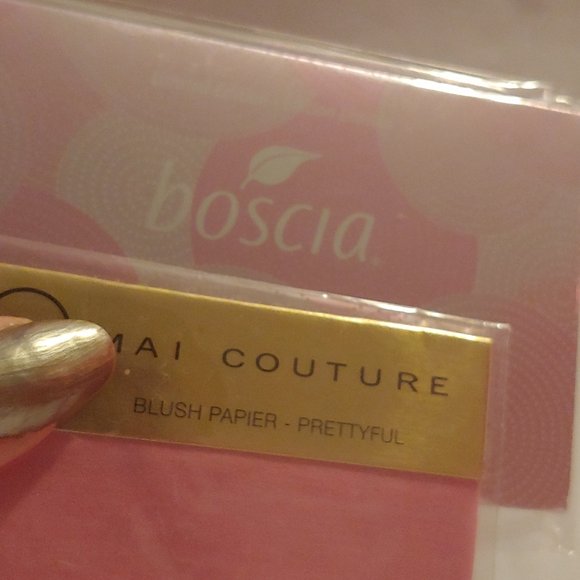 boscia
MAI COUTURE
BLUSH PAPIER - PRETTYFUL